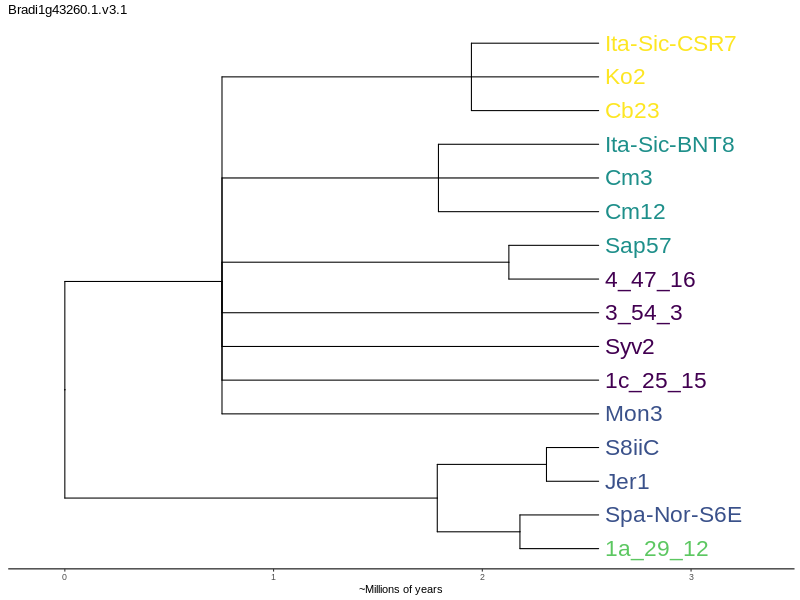 Bradi1g43260.1.v3.1
Ita-Sic-CSR7
Ko2
Cb23
Ita-Sic-BNT8
Cm3
Cm12
Sap57
4_47_16
3_54_3
Syv2
1c_25_15
Mon3
S8iiC
Jer1
Spa-Nor-S6E
1a_29_12
0 1 2 3
~Millions of years